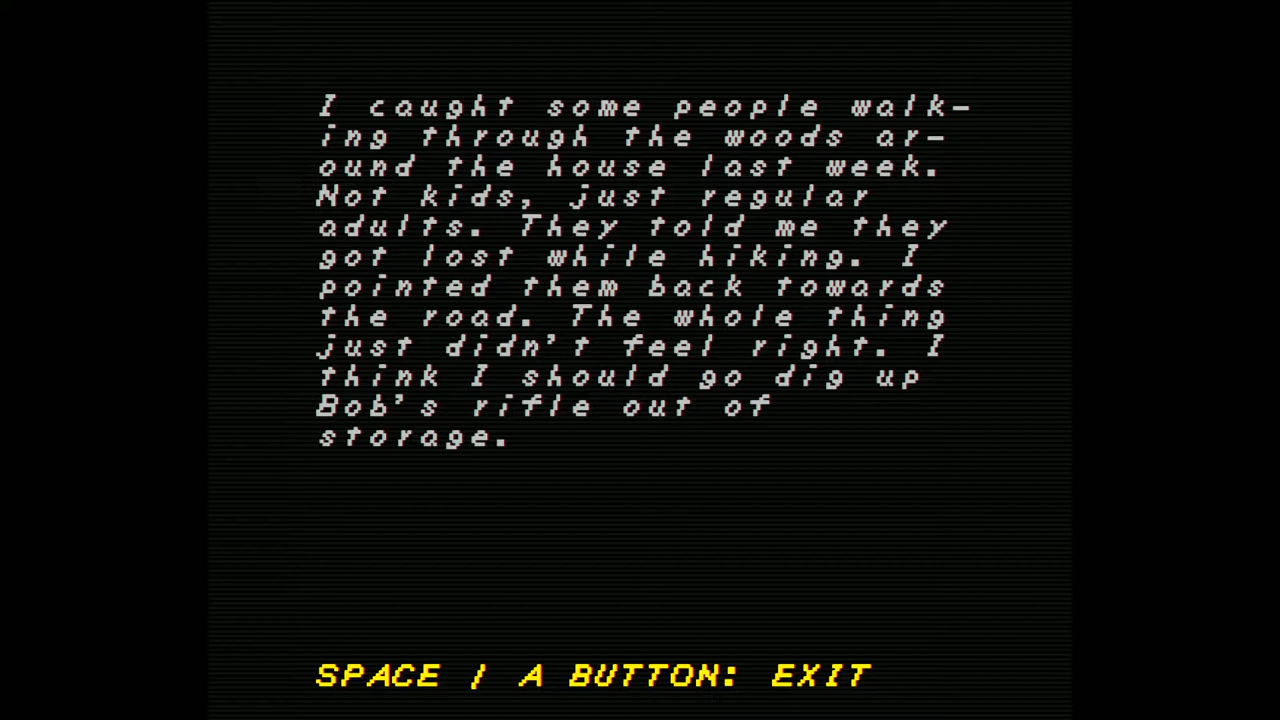 I caught some people walk-
ing through the woods ar-
ound the house last week.
Not kids, just regular
adults. They told me they
got lost while hiking. I
pointed them back towards
the road. The whole thing
just didn't feel right. I
think I should go dig up
Bob's rifle out of
storage.
SPACE / A BUTTON: EXIT